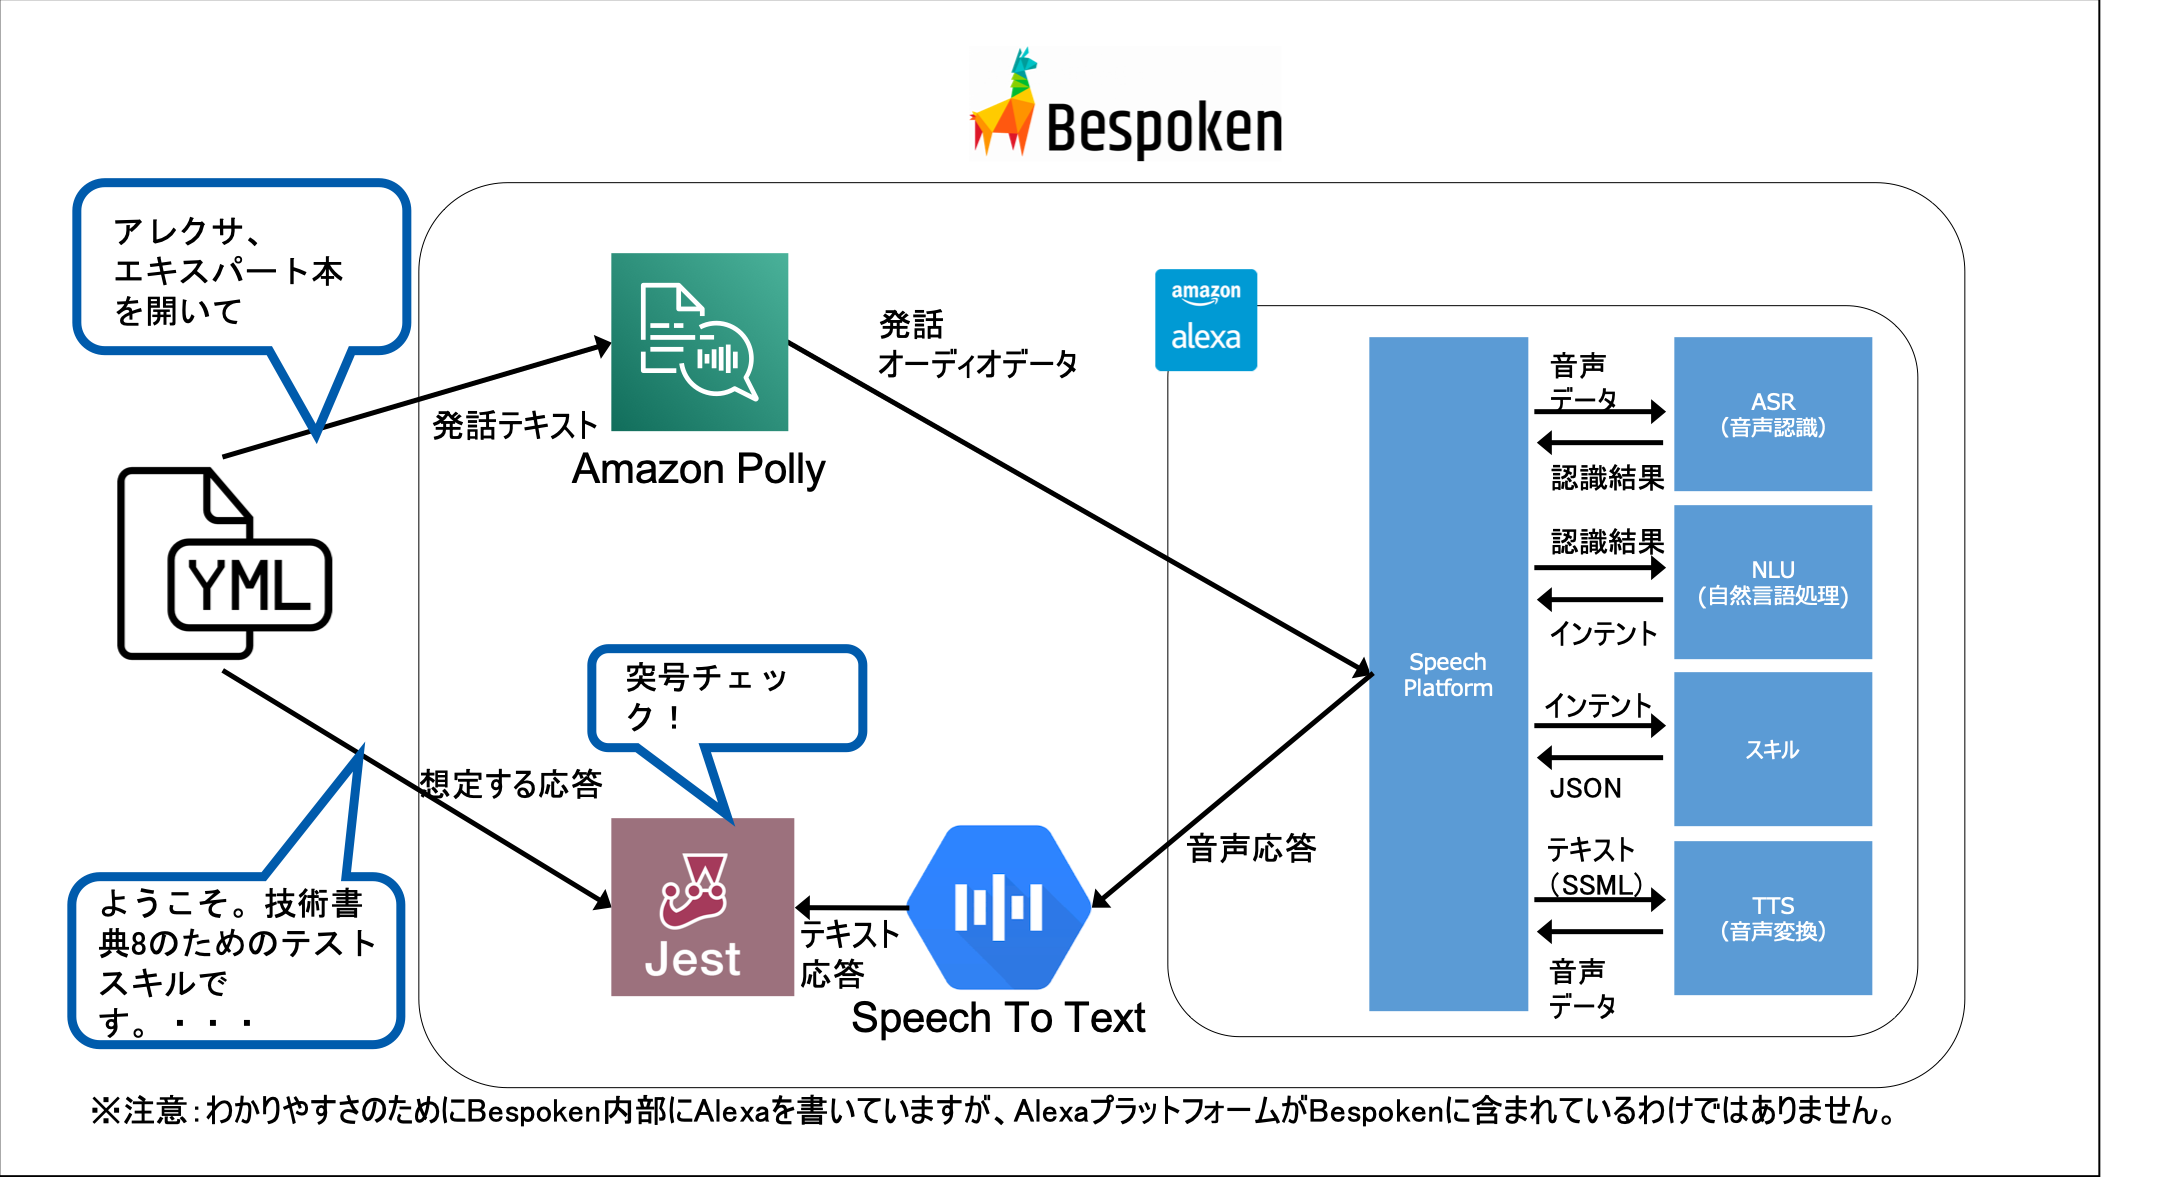 Bespoken
アレクサ、
エキスパート本
を開いて
発話テキスト
Amazon Polly
発話
オーディオデータ
amazon
alexa
YML
Speech
Platform
音声
データ
認識結果
ASR
（音声認識）
認識結果
インテント
NLU
（自然言語処理）
インテント
JSON
スキル
テキスト
（SSML）
音声
データ
TTS
（音声変換）
突号チェッ
ク！
想定する応答
ようこそ。技術書
典8のためのテスト
スキルで
す。・・・
Jest
テキスト
応答
Speech To Text
音声応答
※注意：わかりやすさのためにBespoken内部にAlexaを書いていますが、AlexaプラットフォームがBespokenに含まれているわけではありません。